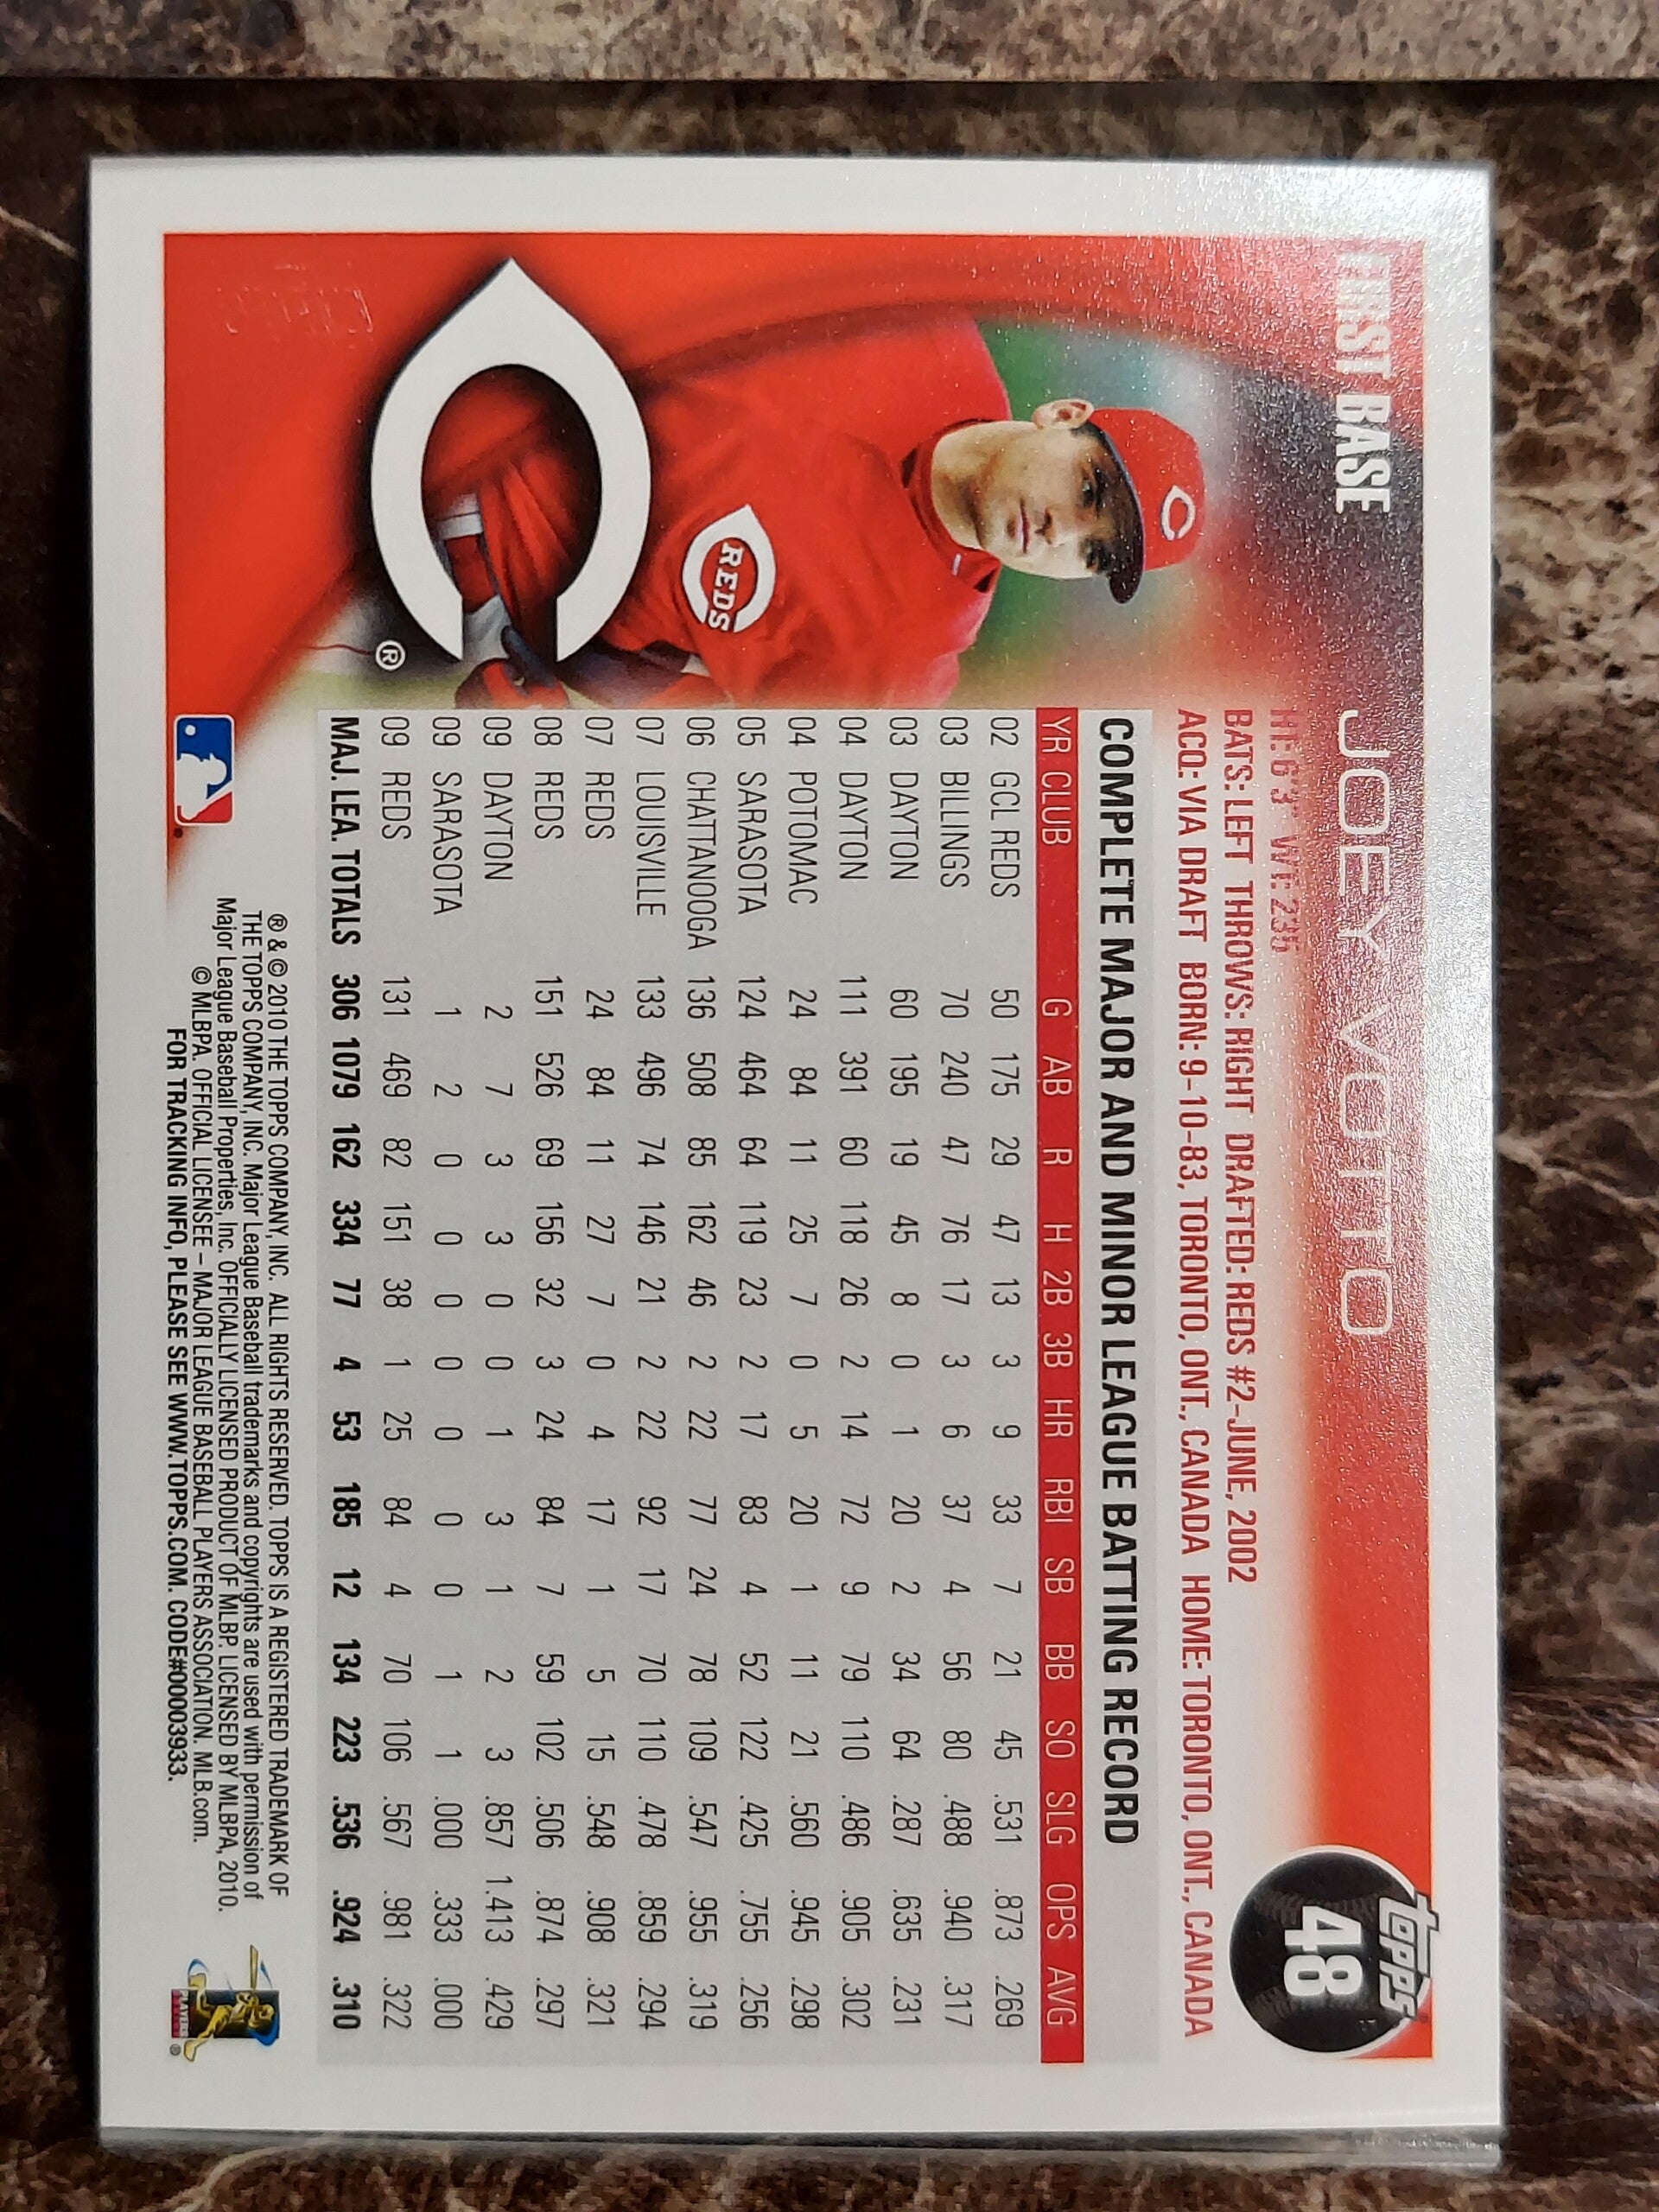 FIRST BASE
JOEY VOTTO
topps
48
HT: 6'3" WT: 235
BATS: LEFT THROWS: RIGHT DRAFTED: REDS #2-JUNE, 2002
ACQ: VIA DRAFT BORN: 9-10-83, TORONTO, ONT., CANADA HOME: TORONTO, ONT., CANADA
COMPLETE MAJOR AND MINOR LEAGUE BATTING RECORD
YR CLUB G AB R H 2B 3B HR RBI SB BB SO SLG OPS AVG
02 GCL REDS 50 175 29 47 13 3 9 33 7 21 45 .531 .873 .269
03 BILLINGS 70 240 47 76 17 3 6 37 4 56 80 .488 .940 .317
03 DAYTON 60 195 19 45 8 0 1 20 2 34 64 .287 .635 .231
04 DAYTON 111 391 60 118 26 2 14 72 9 79 110 .486 .905 .302
04 POTOMAC 24 84 11 25 7 0 5 20 1 11 21 .560 .945 .298
05 SARASOTA 124 464 64 119 23 2 17 83 4 52 122 .425 .755 .256
06 CHATTANOOGA 136 508 85 162 46 2 22 77 24 78 109 .547 .955 .319
07 LOUISVILLE 133 496 74 146 21 2 22 92 17 70 110 .478 .859 .294
07 REDS 24 84 11 27 7 0 4 17 1 5 15 .548 .908 .321
08 REDS 151 526 69 156 32 3 24 84 7 59 102 .506 .874 .297
09 DAYTON 2 7 3 3 0 0 1 3 1 2 3 .857 1.413 .429
09 SARASOTA 1 2 0 0 0 0 0 0 0 1 1 .000 .333 .000
09 REDS 131 469 82 151 38 1 25 84 4 70 106 .567 .981 .322
MAJ. LEA. TOTALS 306 1079 162 334 77 4 53 185 12 134 223 .536 .924 .310
REDS
®
® & © 2010 THE TOPPS COMPANY, INC. ALL RIGHTS RESERVED. TOPPS IS A REGISTERED TRADEMARK OF
THE TOPPS COMPANY, INC. Major League Baseball trademarks and copyrights are used with permission of
Major League Baseball Properties, Inc. OFFICIALLY LICENSED PRODUCT OF MLBP. LICENSED BY MLBPA, 2010.
© MLBPA. OFFICIAL LICENSEE – MAJOR LEAGUE BASEBALL PLAYERS ASSOCIATION. MLB.com.
FOR TRACKING INFO, PLEASE SEE WWW.TOPPS.COM. CODE#00003933.